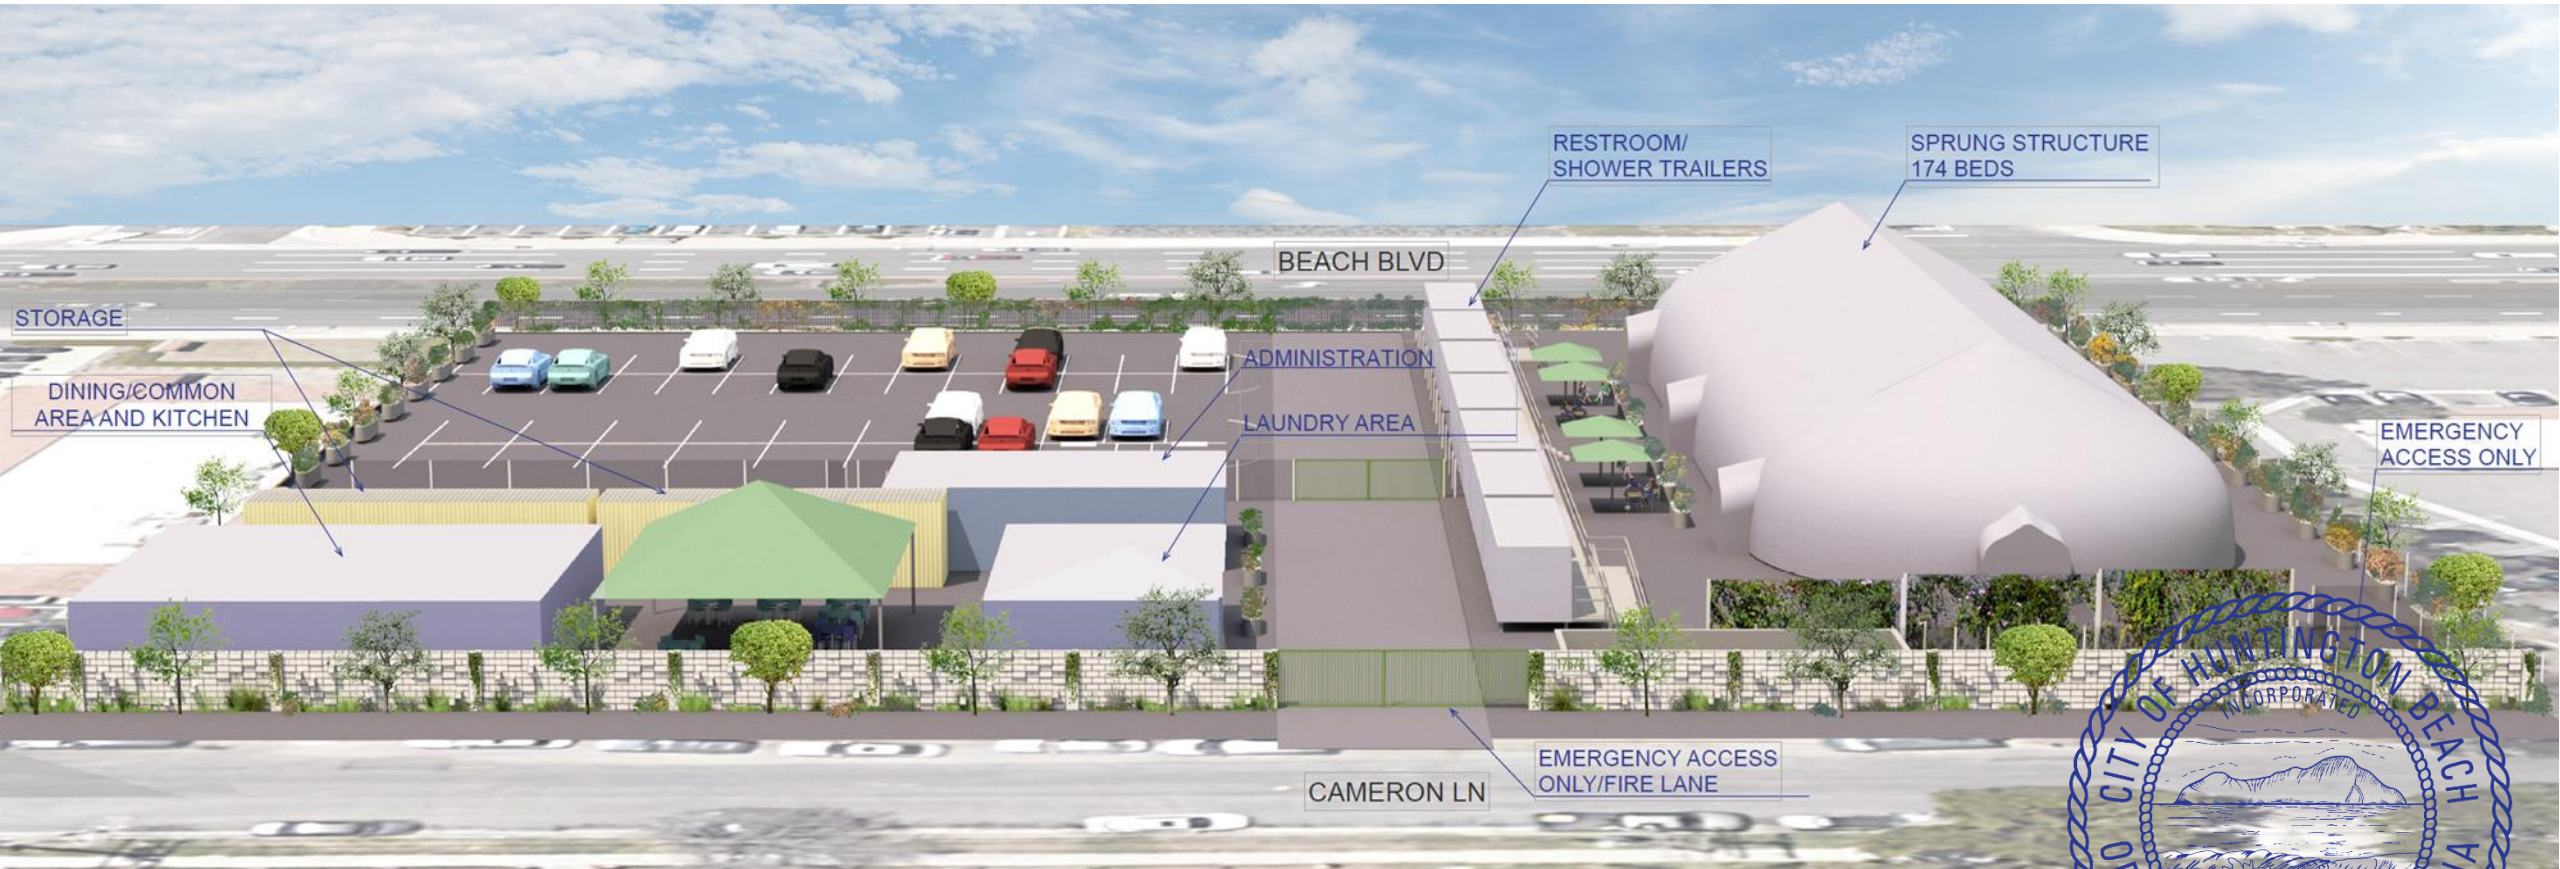 RESTROOM/
SHOWER TRAILERS
SPRUNG STRUCTURE
174 BEDS
BEACH BLVD
STORAGE
ADMINISTRATION
DINING/COMMON
AREA AND KITCHEN
LAUNDRY AREA
EMERGENCY
ACCESS ONLY
EMERGENCY ACCESS
ONLY/FIRE LANE
CAMERON LN
CITY OF HUNTINGTON BEACH
INCORPORATED